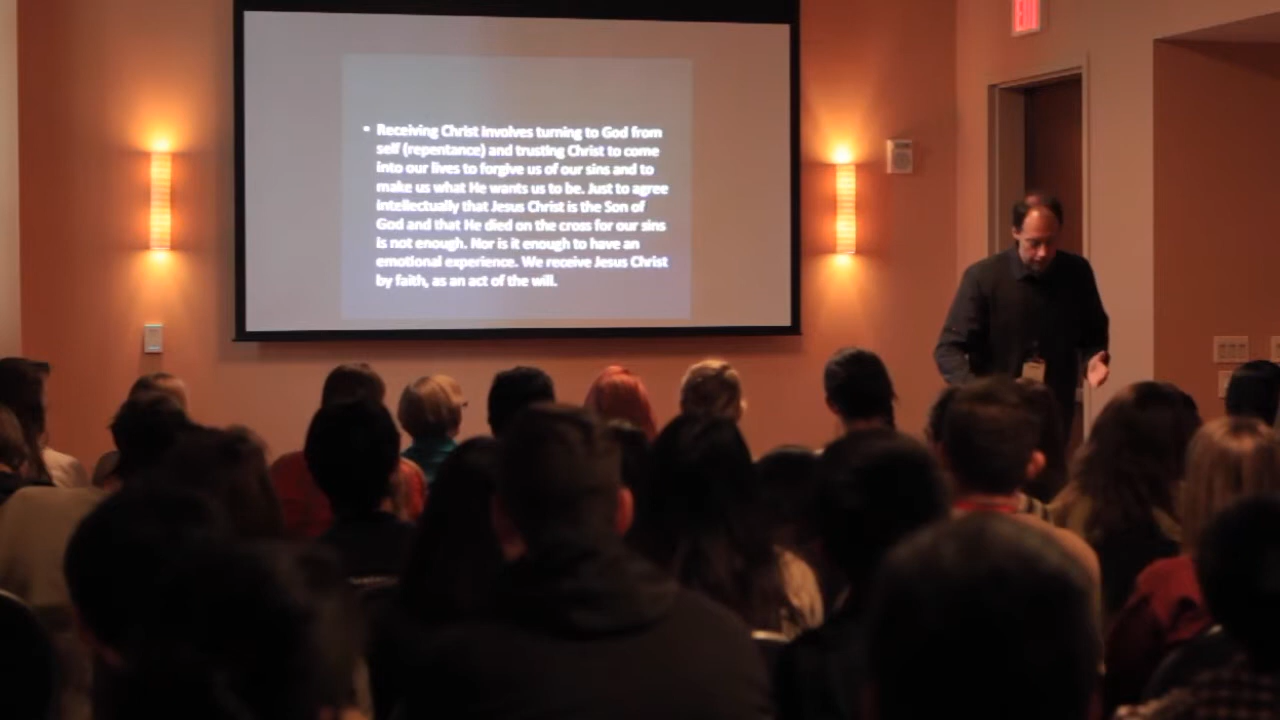 EXIT
• Receiving Christ involves turning to God from
self (repentance) and trusting Christ to come
into our lives to forgive us of our sins and to
make us what He wants us to be. Just to agree
intellectually that Jesus Christ is the Son of
God and that He died on the cross for our sins
is not enough. Nor is it enough to have an
emotional experience. We receive Jesus Christ
by faith, as an act of the will.